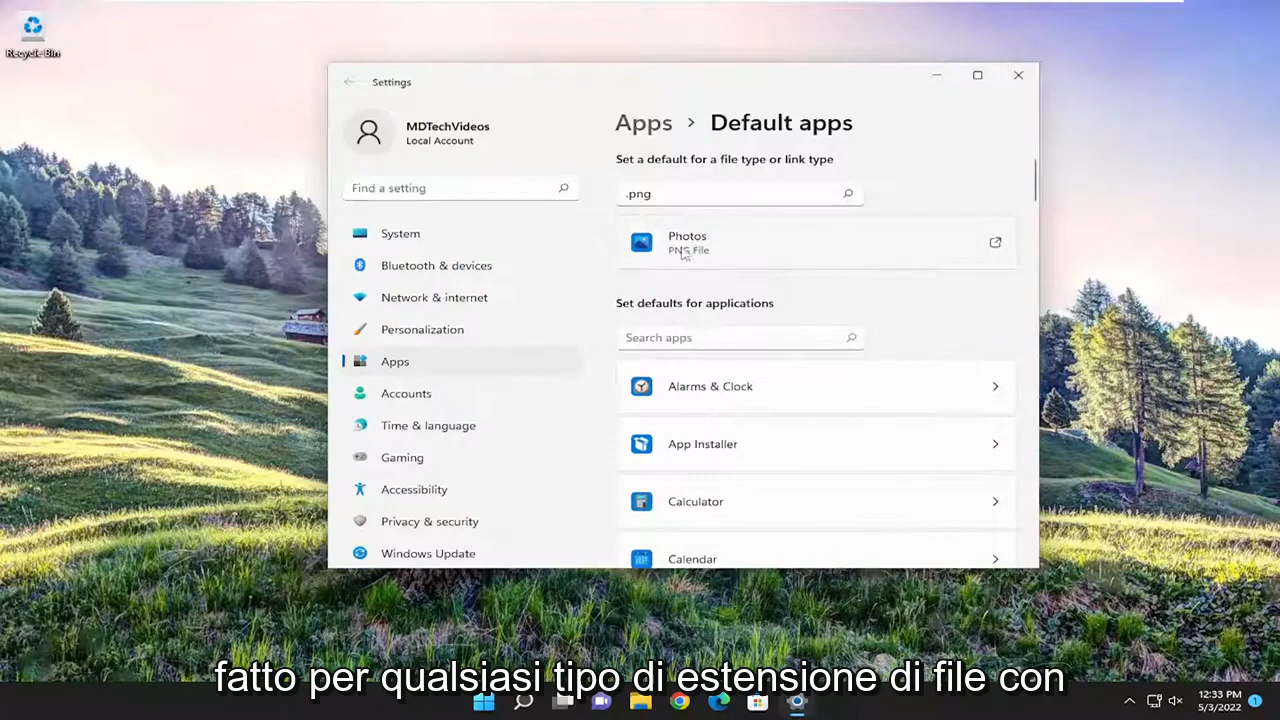 Recycle Bin
Settings
MDTechVideos
Local Account
Find a setting
System
Bluetooth & devices
Network & internet
Personalization
Apps
Accounts
Time & language
Gaming
Accessibility
Privacy & security
Windows Update
Apps > Default apps
Set a default for a file type or link type
.png
Photos
PNG File
Set defaults for applications
Search apps
Alarms & Clock
App Installer
Calculator
Calendar
fatto per qualsiasi tipo di estensione di file con
12:33 PM
5/3/2022
1